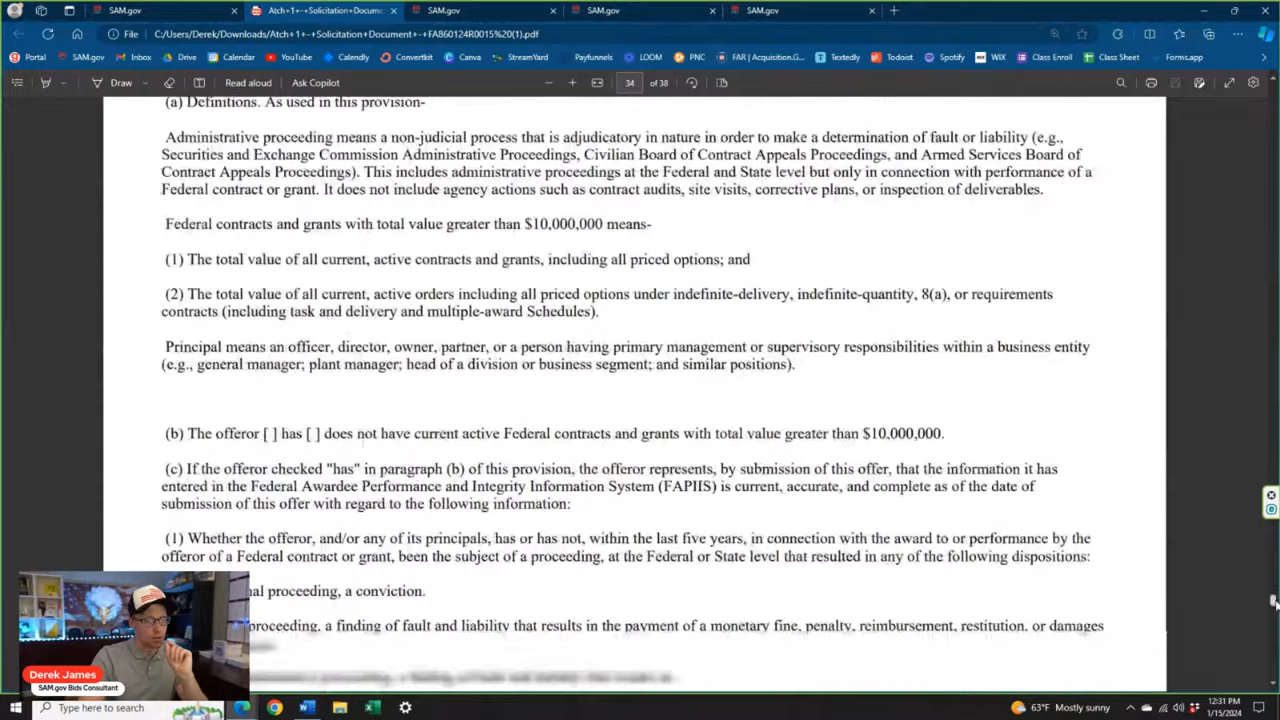 SAM.gov
Atch+1+-+Solicitation+Docume
SAM.gov
SAM.gov
SAM.gov
File C:/Users/Derek/Downloads/Atch+1+-+Solicitation+Document+-+FA860124R0015%20(1).pdf
Portal SAM.gov Inbox Drive Calendar YouTube Calendly Convertkit Canva StreamYard Payfunnels LOOM PNC FAR | Acquisition.G... Textedly Todoist Spotify WIX Class Enroll Class Sheet Forms.app
Draw Read aloud Ask Copilot 34 of 38
(a) Definitions. As used in this provision-
Administrative proceeding means a non-judicial process that is adjudicatory in nature in order to make a determination of fault or liability (e.g.,
Securities and Exchange Commission Administrative Proceedings, Civilian Board of Contract Appeals Proceedings, and Armed Services Board of
Contract Appeals Proceedings). This includes administrative proceedings at the Federal and State level but only in connection with performance of a
Federal contract or grant. It does not include agency actions such as contract audits, site visits, corrective plans, or inspection of deliverables.
Federal contracts and grants with total value greater than $10,000,000 means-
(1) The total value of all current, active contracts and grants, including all priced options; and
(2) The total value of all current, active orders including all priced options under indefinite-delivery, indefinite-quantity, 8(a), or requirements
contracts (including task and delivery and multiple-award Schedules).
Principal means an officer, director, owner, partner, or a person having primary management or supervisory responsibilities within a business entity
(e.g., general manager; plant manager; head of a division or business segment; and similar positions).
(b) The offeror [ ] has [ ] does not have current active Federal contracts and grants with total value greater than $10,000,000.
(c) If the offeror checked "has" in paragraph (b) of this provision, the offeror represents, by submission of this offer, that the information it has
entered in the Federal Awardee Performance and Integrity Information System (FAPIIS) is current, accurate, and complete as of the date of
submission of this offer with regard to the following information:
(1) Whether the offeror, and/or any of its principals, has or has not, within the last five years, in connection with the award to or performance by the
offeror of a Federal contract or grant, been the subject of a proceeding, at the Federal or State level that resulted in any of the following dispositions:
nal proceeding, a conviction.
proceeding, a finding of fault and liability that results in the payment of a monetary fine, penalty, reimbursement, restitution, or damages
Derek James
SAM.gov Bids Consultant
Type here to search
63°F Mostly sunny
12:31 PM
1/15/2024